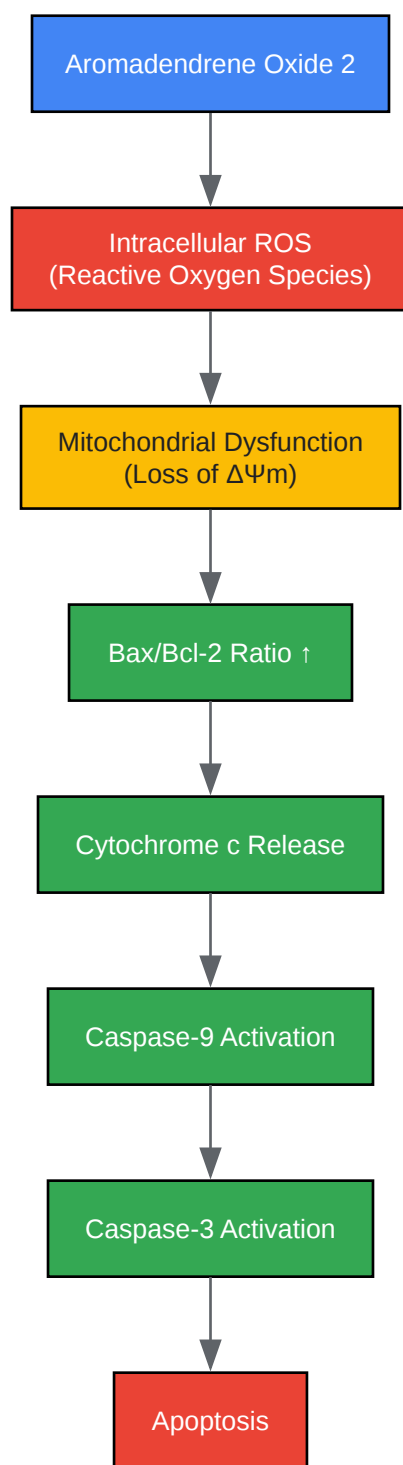 Aromadendrene Oxide 2
Intracellular ROS
(Reactive Oxygen Species)
Mitochondrial Dysfunction
(Loss of ΔΨm)
Bax/Bcl-2 Ratio ↑
Cytochrome c Release
Caspase-9 Activation
Caspase-3 Activation
Apoptosis